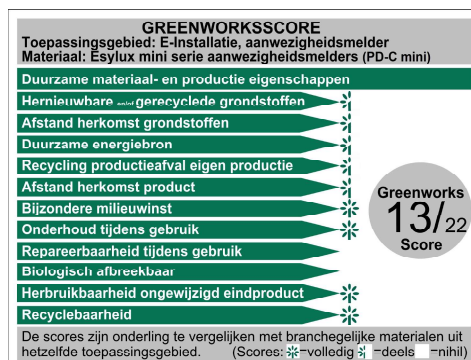 GREENWORKSSCORE
Toepassingsgebied: E-Installatie, aanwezigheidsmelder
Materiaal: Esylux mini serie aanwezigheidsmelders (PD-C mini)
Duurzame materiaal- en productie eigenschappen
Hernieuwbare en/of gerecyclede grondstoffen
Afstand herkomst grondstoffen
Duurzame energiebron
Recycling productieafval eigen productie
Afstand herkomst product
Bijzondere milieuwinst
Onderhoud tijdens gebruik
Repareerbaarheid tijdens gebruik
Biologisch afbreekbaar
Herbruikbaarheid ongewijzigd eindproduct
Recyclebaarheid
Greenworks
13/22
Score
De scores zijn onderling te vergelijken met branchegelijke materialen uit
hetzelfde toepassingsgebied. (Scores: =volledig =deels =nihil)